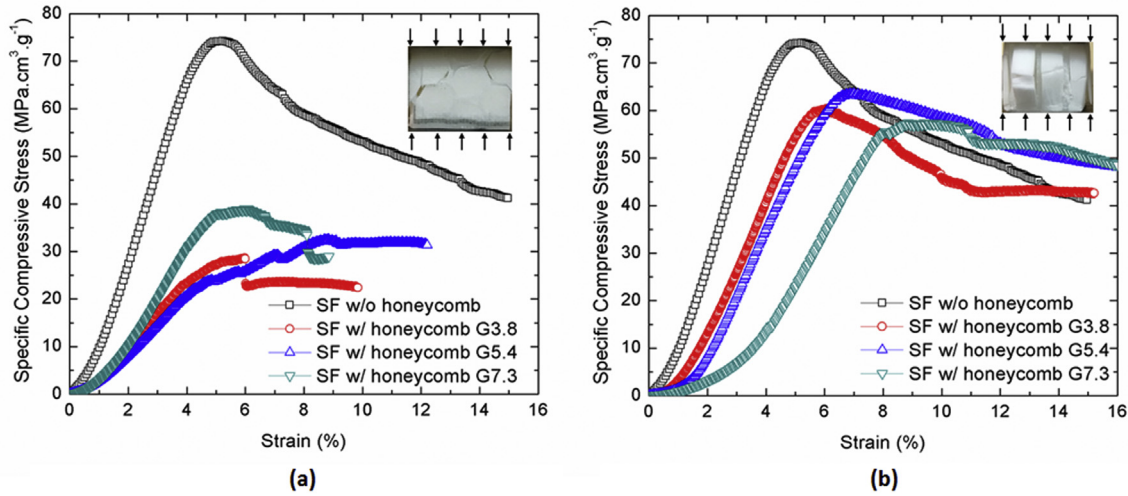 (a)
Specific Compressive Stress (MPa.cm³.g⁻¹)
80
70
60
50
40
30
20
10
0
SF w/o honeycomb
SF w/ honeycomb G3.8
SF w/ honeycomb G5.4
SF w/ honeycomb G7.3
0 2 4 6 8 10 12 14 16
Strain (%)
(a)
(b)
Specific Compressive Stress (MPa.cm³.g⁻¹)
80
70
60
50
40
30
20
10
0
SF w/o honeycomb
SF w/ honeycomb G3.8
SF w/ honeycomb G5.4
SF w/ honeycomb G7.3
0 2 4 6 8 10 12 14 16
Strain (%)
(b)